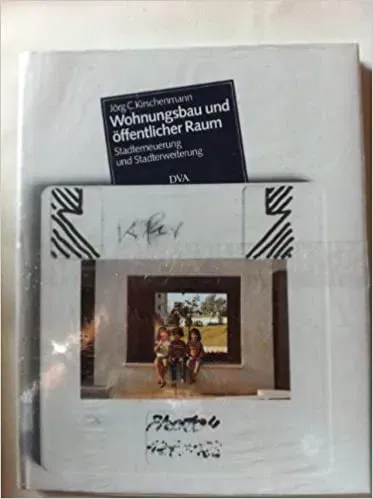 Jörg C. Kirschenmann
Wohnungsbau und
öffentlicher Raum
Stadterneuerung
und Stadterweiterung
DVA